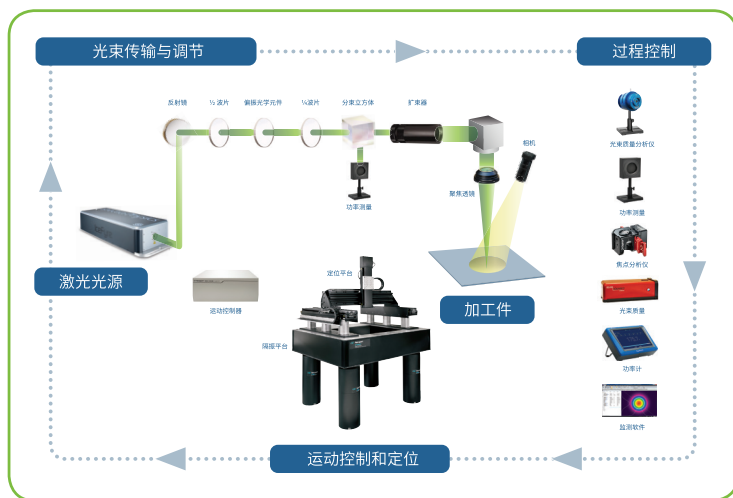 光束传输与调节
过程控制
反射镜
½ 波片
偏振光学元件
¼波片
分束立方体
扩束器
相机
光束质量分析仪
聚焦透镜
功率测量
功率测量
焦点分析仪
激光光源
定位平台
加工件
运动控制器
光束质量
隔振平台
功率计
监测软件
运动控制和定位